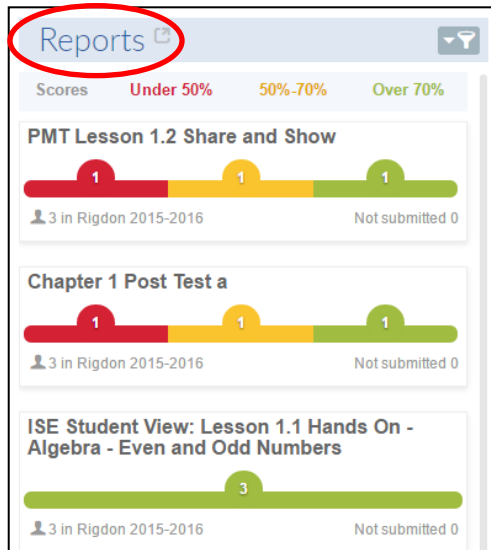 Reports
Scores Under 50% 50%-70% Over 70%
PMT Lesson 1.2 Share and Show
1 1 1
3 in Rigdon 2015-2016 Not submitted 0
Chapter 1 Post Test a
1 1 1
3 in Rigdon 2015-2016 Not submitted 0
ISE Student View: Lesson 1.1 Hands On -
Algebra - Even and Odd Numbers
3
3 in Rigdon 2015-2016 Not submitted 0